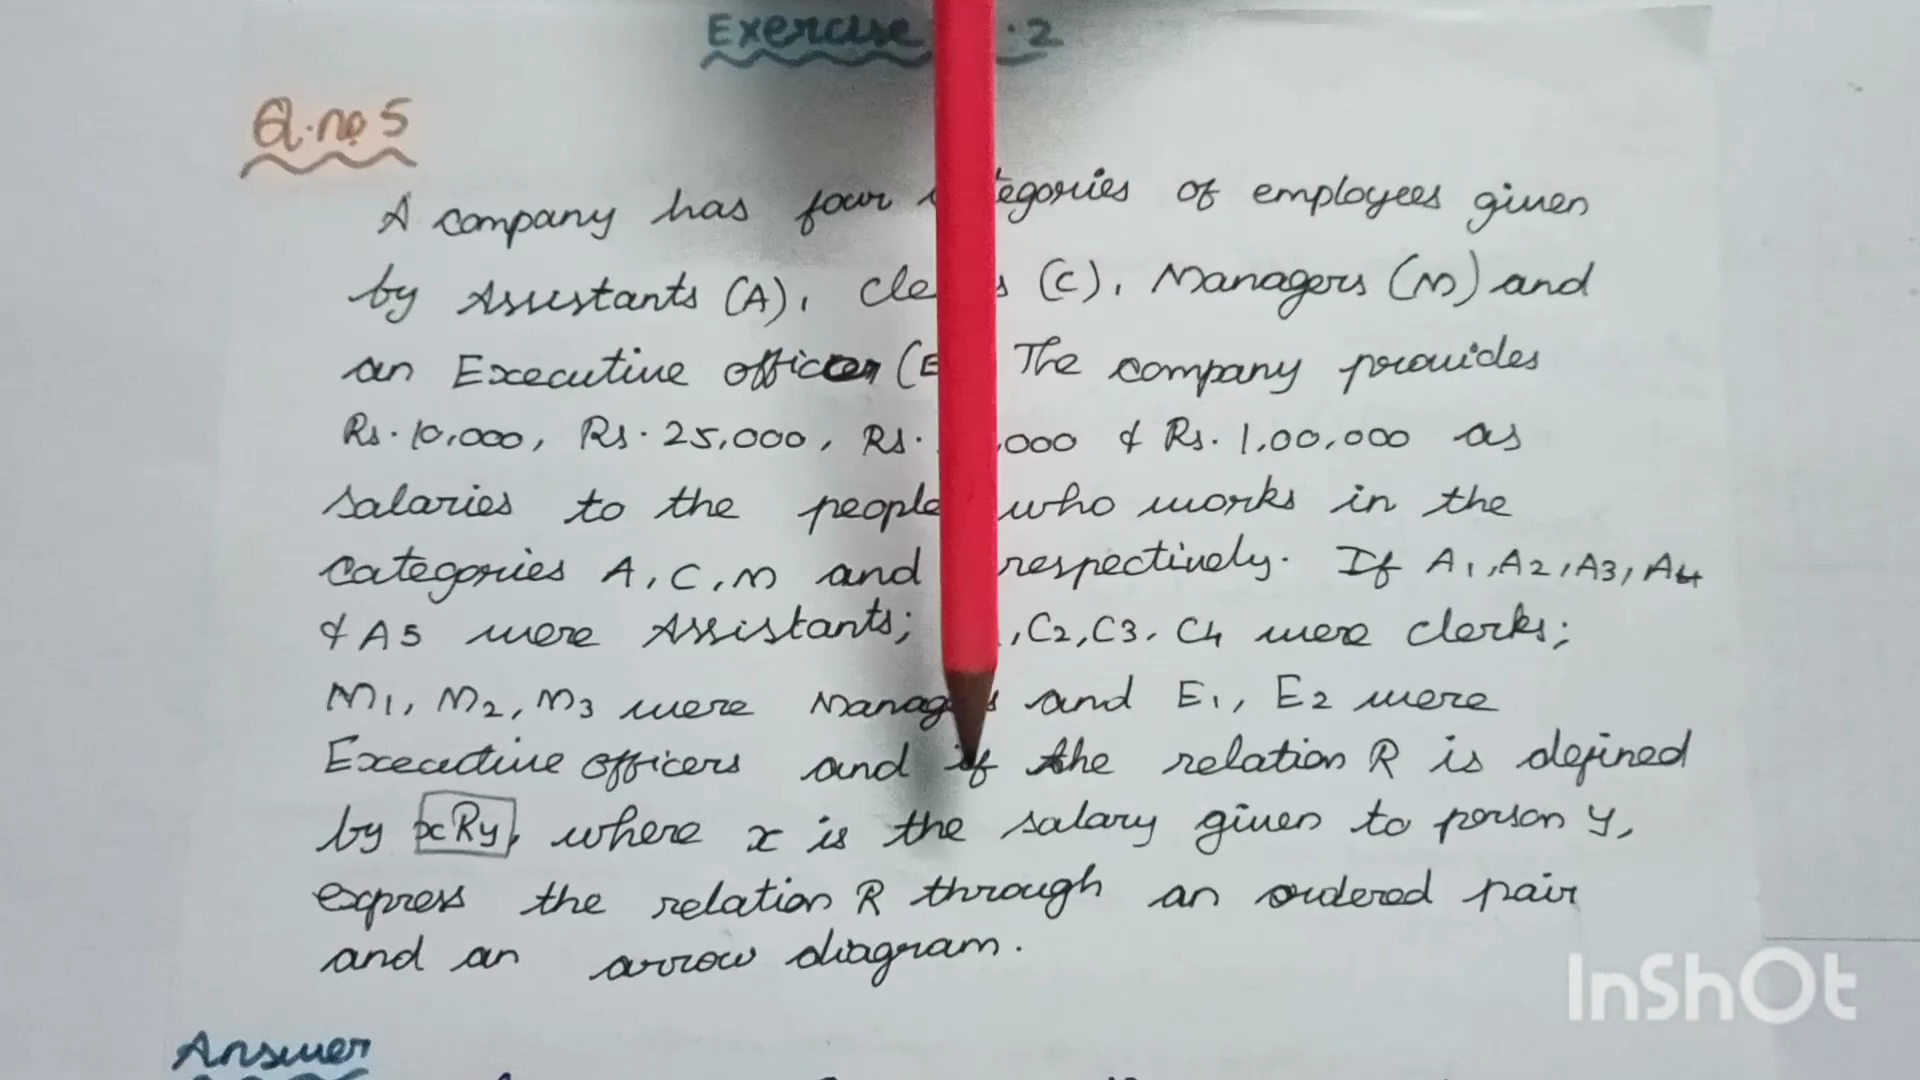 Exercise .2
Q.no 5
A company has four egories of employees given
by Assistants (A), Cle s (C), Managers (M) and
an Executive officer (E The company provides
Rs. 10,000, Rs. 25,000, Rs. ,000 & Rs. 1,00,000 as
salaries to the people who works in the
categories A, C, M and respectively. If A1, A2, A3, A4
& A5 were Assistants; , C2, C3, C4 were clerks;
M1, M2, M3 were Manag s and E1, E2 were
Executive officers and if the relation R is defined
by xRy, where x is the salary given to person y,
express the relation R through an ordered pair
and an arrow diagram.
InShOt
Answer